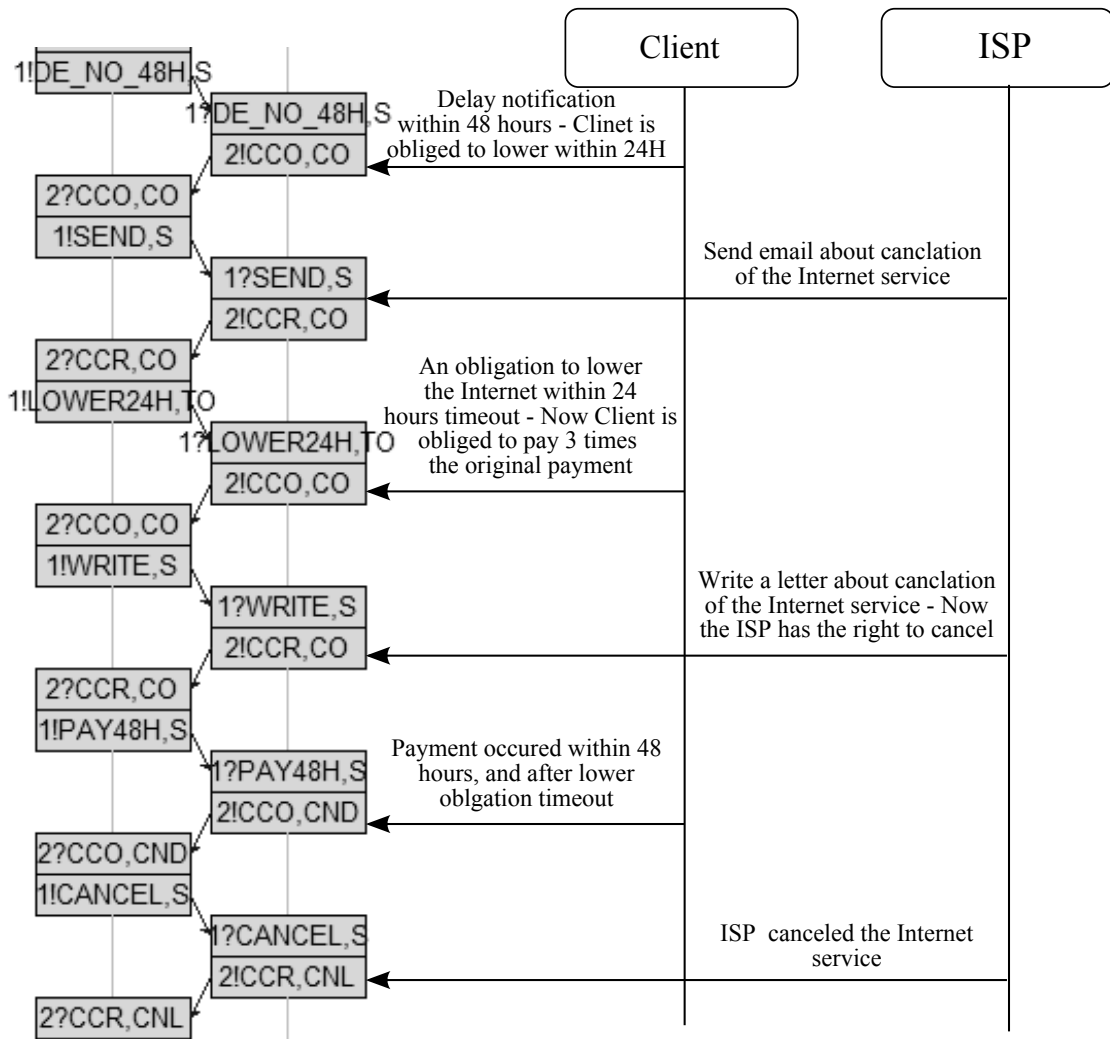 Client
ISP
1!DE_NO_48H,S
1?DE_NO_48H,S
2!CCO,CO
Delay notification
within 48 hours - Clinet is
obliged to lower within 24H
2?CCO,CO
1!SEND,S
1?SEND,S
2!CCR,CO
Send email about canclation
of the Internet service
2?CCR,CO
1!LOWER24H,TO
1?LOWER24H,TO
2!CCO,CO
An obligation to lower
the Internet within 24
hours timeout - Now Client is
obliged to pay 3 times
the original payment
2?CCO,CO
1!WRITE,S
1?WRITE,S
2!CCR,CO
Write a letter about canclation
of the Internet service - Now
the ISP has the right to cancel
2?CCR,CO
1!PAY48H,S
1?PAY48H,S
2!CCO,CND
Payment occured within 48
hours, and after lower
oblgation timeout
2?CCO,CND
1!CANCEL,S
1?CANCEL,S
2!CCR,CNL
ISP canceled the Internet
service
2?CCR,CNL